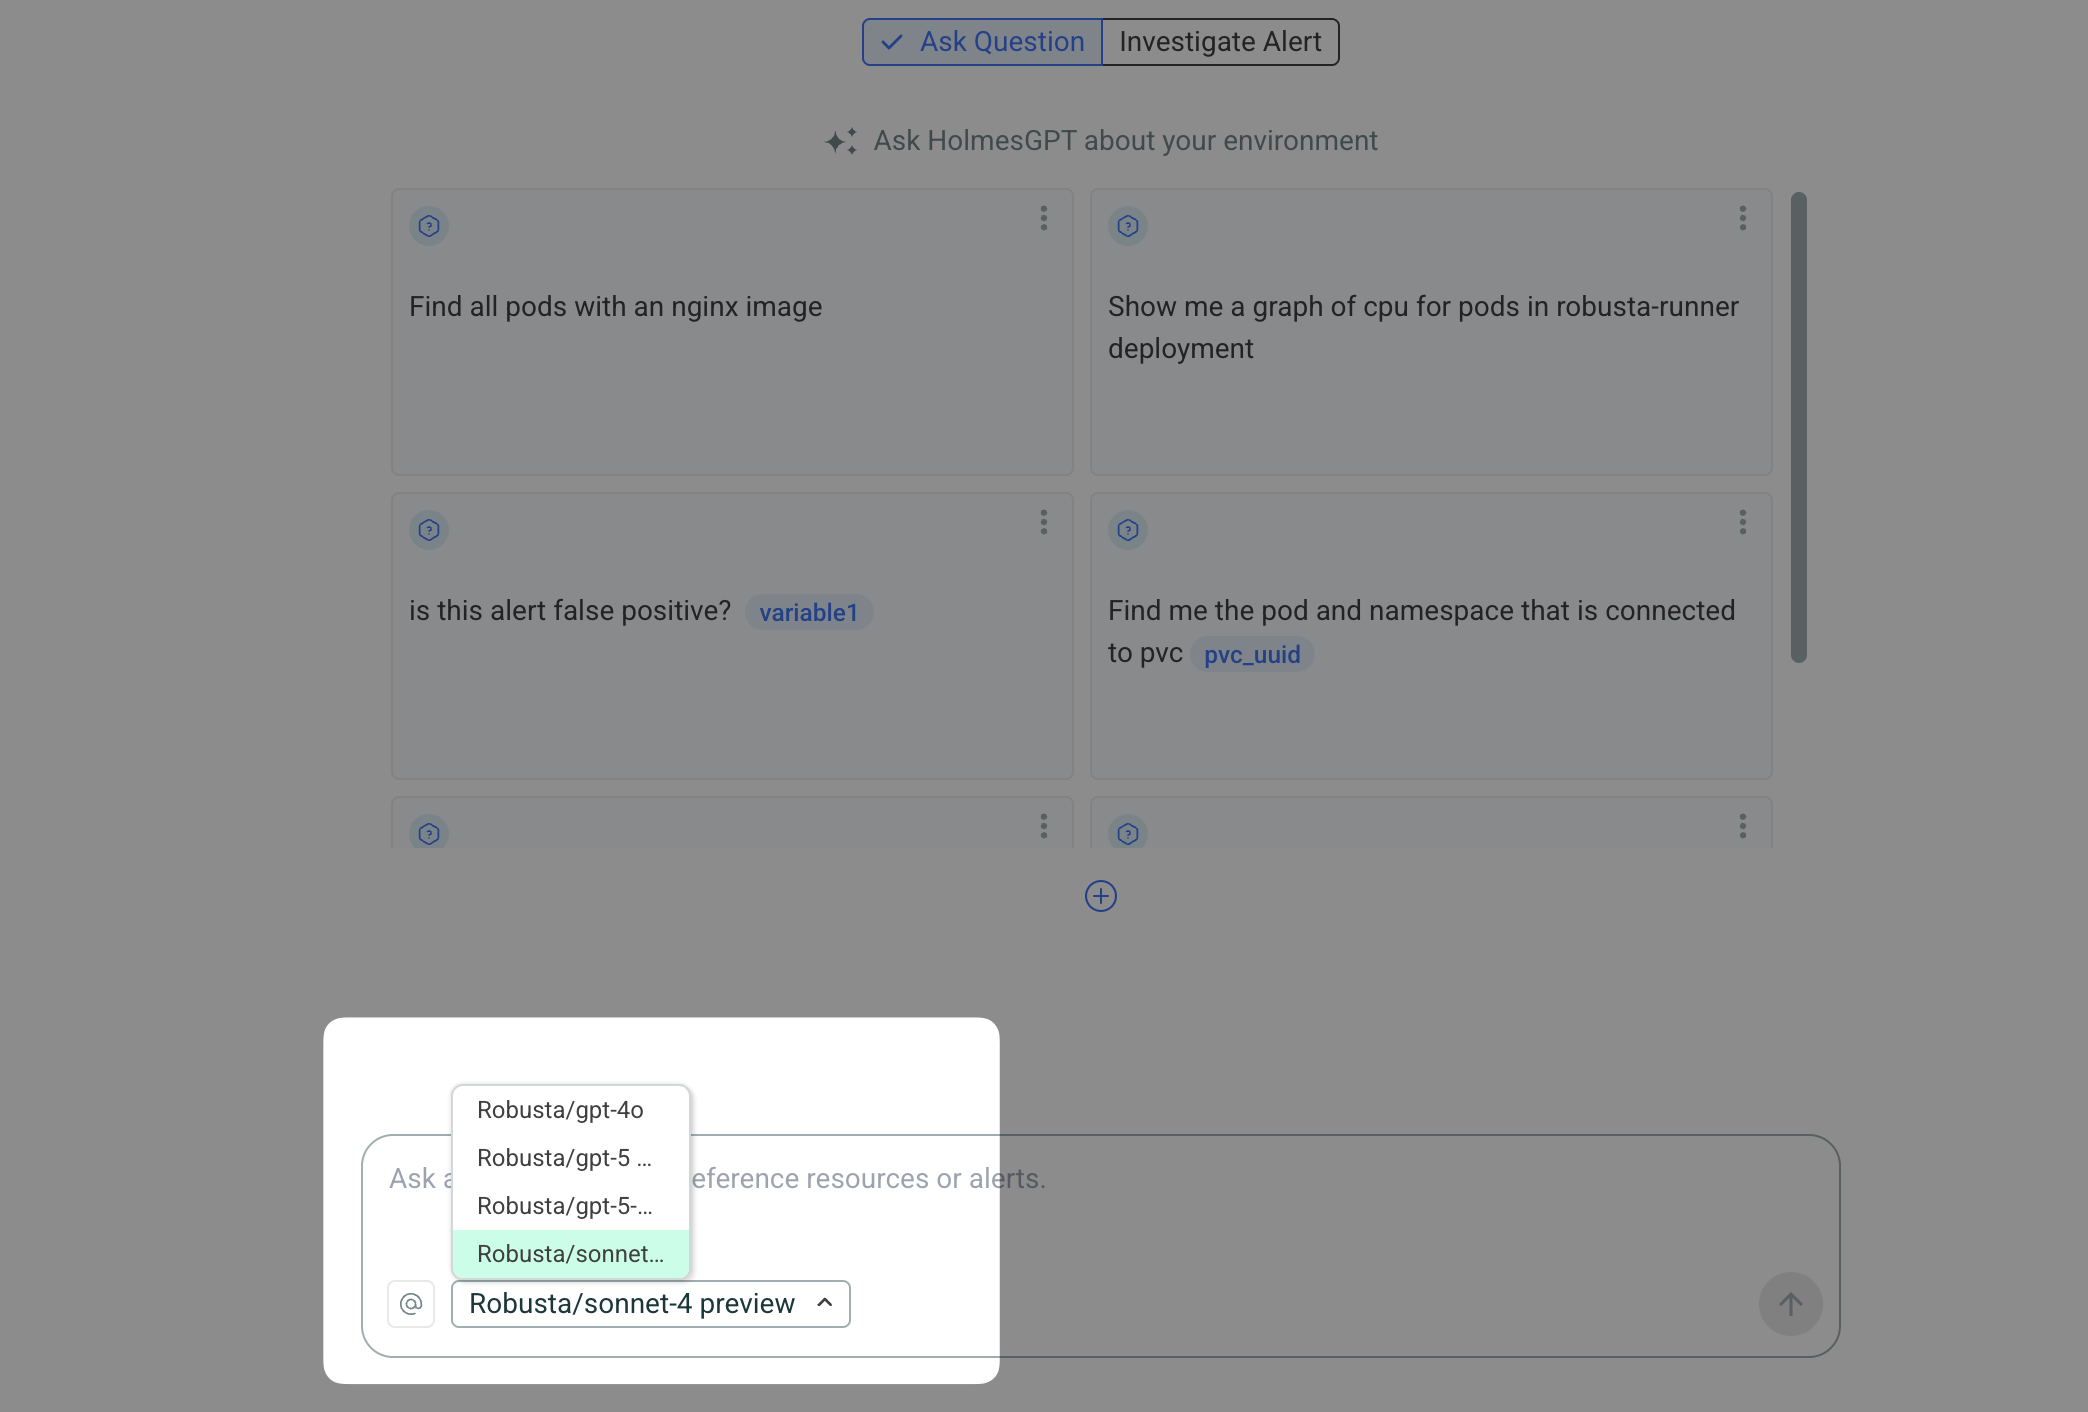 Ask Question
Investigate Alert
Ask HolmesGPT about your environment
Find all pods with an nginx image
Show me a graph of cpu for pods in robusta-runner
deployment
is this alert false positive? variable1
Find me the pod and namespace that is connected
to pvc pvc_uuid
Robusta/gpt-4o
Robusta/gpt-5 ...
Robusta/gpt-5-...
Robusta/sonnet...
Ask a
eference resources or alerts.
@
Robusta/sonnet-4 preview